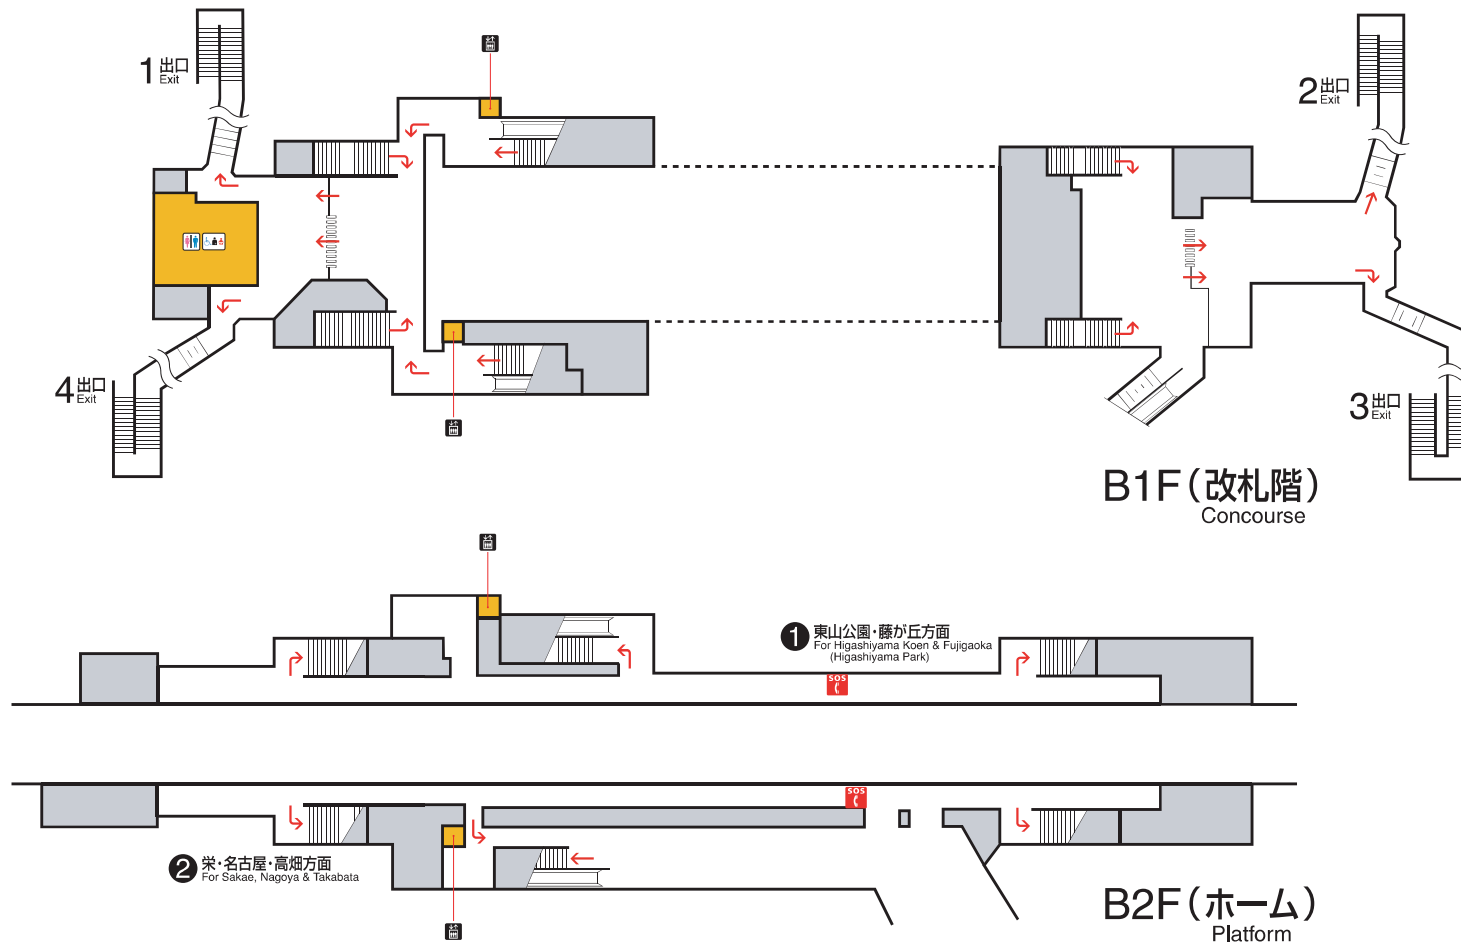 1出口
Exit
2出口
Exit
4出口
Exit
3出口
Exit
B1F（改札階）
Concourse
1 東山公園・藤が丘方面
For Higashiyama Koen & Fujigaoka
(Higashiyama Park)
SOS
SOS
2 栄・名古屋・高畑方面
For Sakae, Nagoya & Takabata
B2F（ホーム）
Platform